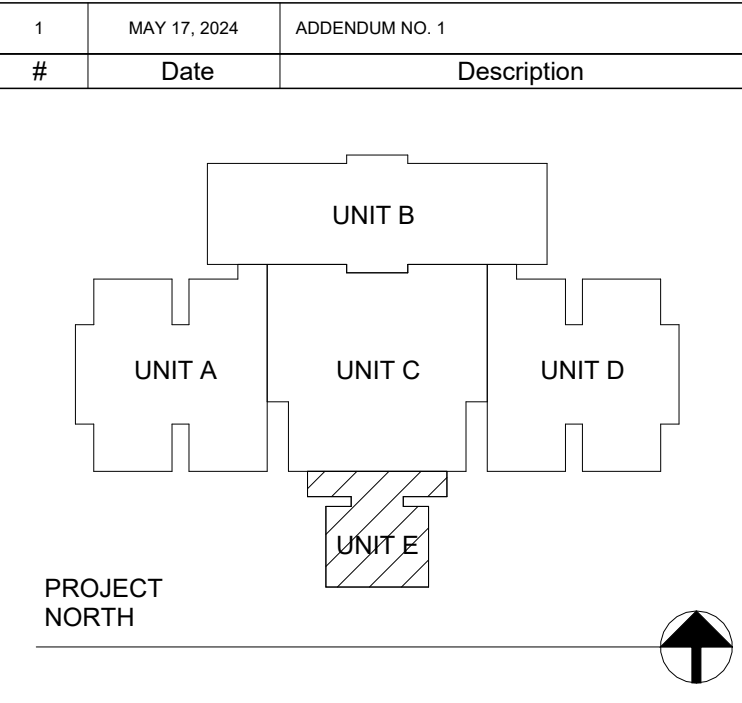 1 MAY 17, 2024 ADDENDUM NO. 1
# Date Description
UNIT B
UNIT A UNIT C UNIT D
UNIT E
PROJECT
NORTH